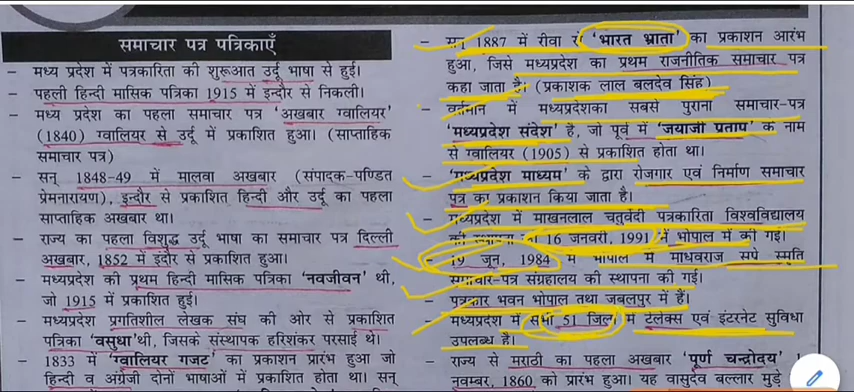 समाचार पत्र पत्रिकाएँ
– मध्य प्रदेश में पत्रकारिता की शुरूआत उर्दू भाषा से हुई।
– पहली हिन्दी मासिक पत्रिका 1915 में इन्दौर से निकली।
– मध्य प्रदेश का पहला समाचार पत्र 'अखबार ग्वालियर'
(1840) ग्वालियर से उर्दू में प्रकाशित हुआ। (साप्ताहिक
समाचार पत्र)
– सन् 1848-49 में मालवा अखबार (संपादक-पण्डित
प्रेमनारायण), इन्दौर से प्रकाशित हिन्दी और उर्दू का पहला
साप्ताहिक अखबार था।
– राज्य का पहला विशुद्ध उर्दू भाषा का समाचार पत्र दिल्ली
अखबार, 1852 में इंदौर से प्रकाशित हुआ।
– मध्यप्रदेश की प्रथम हिन्दी मासिक पत्रिका 'नवजीवन' थी,
जो 1915 में प्रकाशित हुई।
– मध्यप्रदेश प्रगतिशील लेखक संघ की ओर से प्रकाशित
पत्रिका 'वसुधा' थी, जिसके संस्थापक हरिशंकर परसाई थे।
– 1833 में 'ग्वालियर गजट' का प्रकाशन प्रारंभ हुआ जो
हिन्दी व अंग्रेजी दोनों भाषाओं में प्रकाशित होता था। सन्
– सन् 1887 में रीवा से 'भारत भ्राता' का प्रकाशन आरंभ
हुआ, जिसे मध्यप्रदेश का प्रथम राजनीतिक समाचार पत्र
कहा जाता है। (प्रकाशक लाल बलदेव सिंह)
– वर्तमान में मध्यप्रदेशका सबसे पुराना समाचार-पत्र
'मध्यप्रदेश संदेश' है, जो पूर्व में 'जयाजी प्रताप' के नाम
से ग्वालियर (1905) से प्रकाशित होता था।
– 'मध्यप्रदेश माध्यम' के द्वारा रोजगार एवं निर्माण समाचार
पत्र का प्रकाशन किया जाता है।
– मध्यप्रदेश में माखनलाल चतुर्वेदी पत्रकारिता विश्वविद्यालय
की स्थापना 16 जनवरी, 1991 में भोपाल में की गई।
– 19 जून, 1984 में भोपाल में माधवराज सप्रे स्मृति
समाचार-पत्र संग्रहालय की स्थापना की गई।
– पत्रकार भवन भोपाल तथा जबलपुर में हैं।
– मध्यप्रदेश में सभी 51 जिलों में टेलेक्स एवं इंटरनेट सुविधा
उपलब्ध है।
– राज्य से मराठी का पहला अखबार 'पूर्ण चन्द्रोदय'
नवम्बर, 1860 को प्रारंभ हुआ। यह वासुदेव बल्लार मुड़े